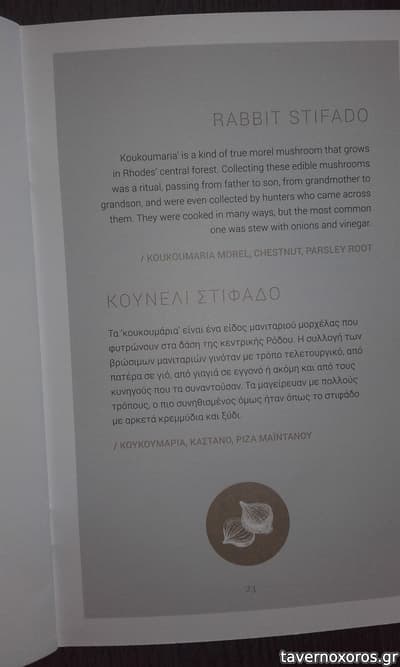 RABBIT STIFADO
Koukoumaria' is a kind of true morel mushroom that grows
in Rhodes' central forest. Collecting these edible mushrooms
was a ritual, passing from father to son, from grandmother to
grandson, and were even collected by hunters who came across
them. They were cooked in many ways, but the most common
one was stew with onions and vinegar.
/ KOUKOUMARIA MOREL, CHESTNUT, PARSLEY ROOT
ΚΟΥΝΕΛΙ ΣΤΙΦΑΔΟ
Τα 'κουκουμάρια' είναι ένα είδος μανιταριού μορχέλας που
φυτρώνουν στα δάση της κεντρικής Ρόδου. Η συλλογή των
βρώσιμων μανιταριών γινόταν με τρόπο τελετουργικό, από
πατέρα σε γιό, από γιαγιά σε εγγονό ή ακόμη και από τους
κυνηγούς που τα συναντούσαν. Τα μαγείρευαν με πολλούς
τρόπους, ο πιο συνηθισμένος όμως ήταν όπως το στιφάδο
με αρκετά κρεμμύδια και ξύδι.
/ ΚΟΥΚΟΥΜΑΡΙΑ, ΚΑΣΤΑΝΟ, ΡΙΖΑ ΜΑΪΝΤΑΝΟΥ
23
tavernoxoros.gr